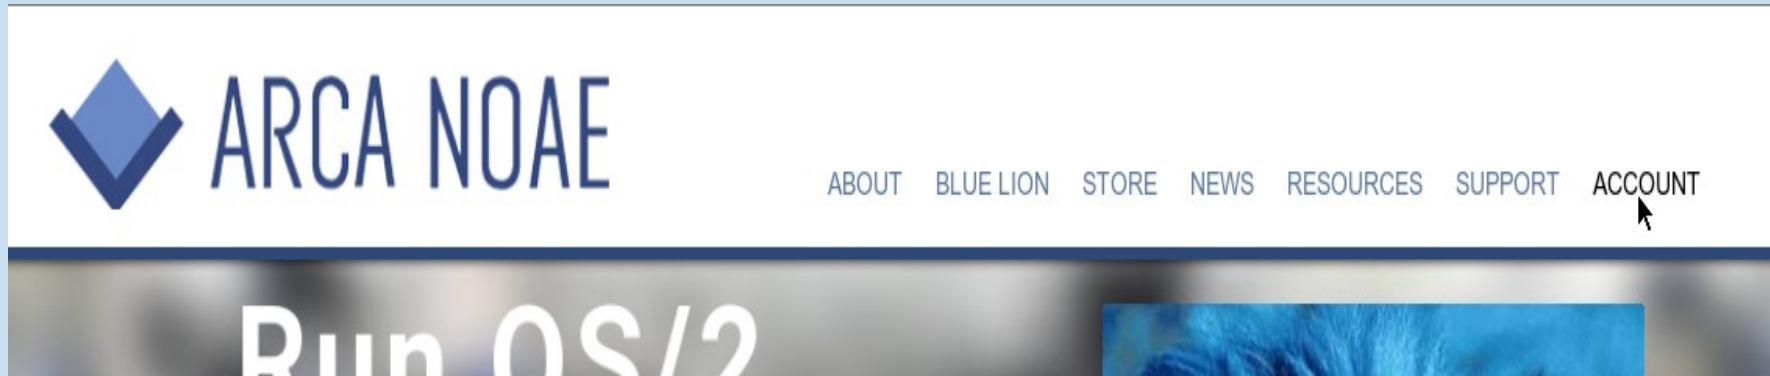 ARCA NOAE
ABOUT BLUE LION STORE NEWS RESOURCES SUPPORT ACCOUNT
Run OS/2